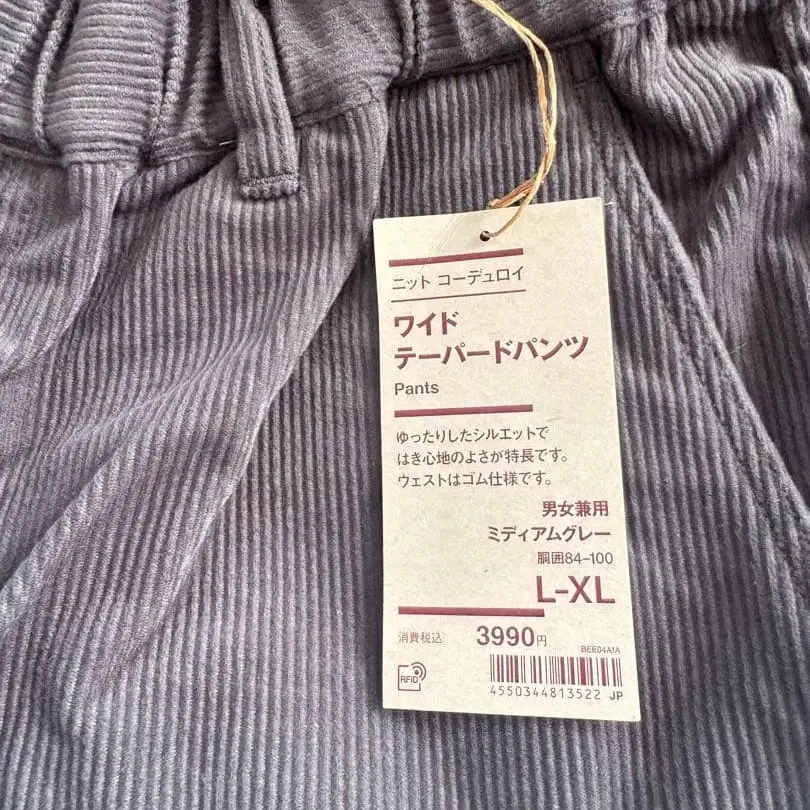 ニット コーデュロイ
ワイド
テーパードパンツ
Pants
ゆったりしたシルエットで
はき心地のよさが特長です。
ウェストはゴム仕様です。
男女兼用
ミディアムグレー
胴囲84-100
L-XL
消費税込 3990円
BEE04A1A
RFID
4550344813522 JP